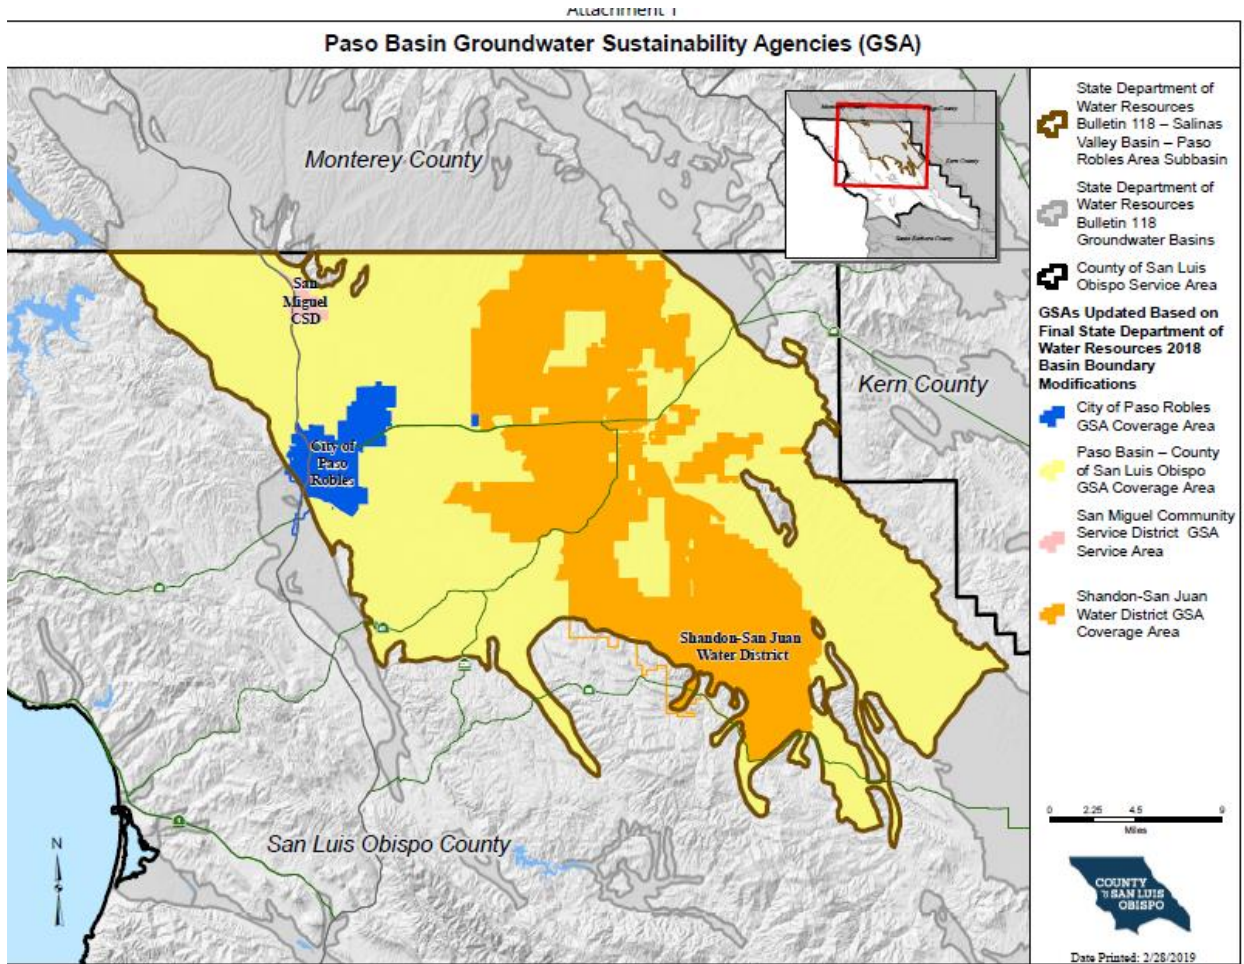 Attachment 1
Paso Basin Groundwater Sustainability Agencies (GSA)
Monterey County
Kern County
San Luis Obispo County
San
Miguel
CSD
City of
Paso
Robles
Shandon-San Juan
Water District
Kern County
Santa Barbara County
N
State Department of
Water Resources
Bulletin 118 – Salinas
Valley Basin – Paso
Robles Area Subbasin
State Department of
Water Resources
Bulletin 118
Groundwater Basins
County of San Luis
Obispo Service Area
GSAs Updated Based on
Final State Department of
Water Resources 2018
Basin Boundary
Modifications
City of Paso Robles
GSA Coverage Area
Paso Basin – County
of San Luis Obispo
GSA Coverage Area
San Miguel Community
Service District GSA
Service Area
Shandon-San Juan
Water District GSA
Coverage Area
0 2.25 4.5 9
Miles
COUNTY
OF SAN LUIS
OBISPO
Date Printed: 2/28/2019